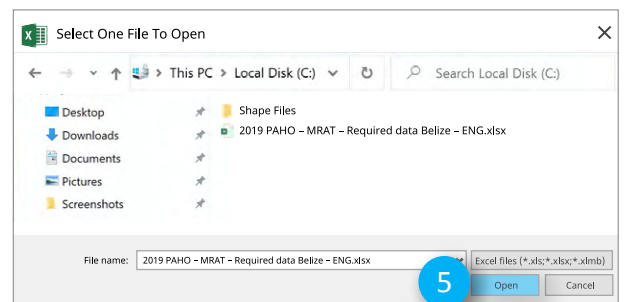 Select One File To Open
This PC > Local Disk (C:)
Search Local Disk (C:)
Desktop
Downloads
Documents
Pictures
Screenshots
Shape Files
2019 PAHO – MRAT – Required data Belize – ENG.xlsx
File name: 2019 PAHO – MRAT – Required data Belize – ENG.xlsx
Excel files (*.xls;*.xlsx;*.xlmb)
5
Open
Cancel